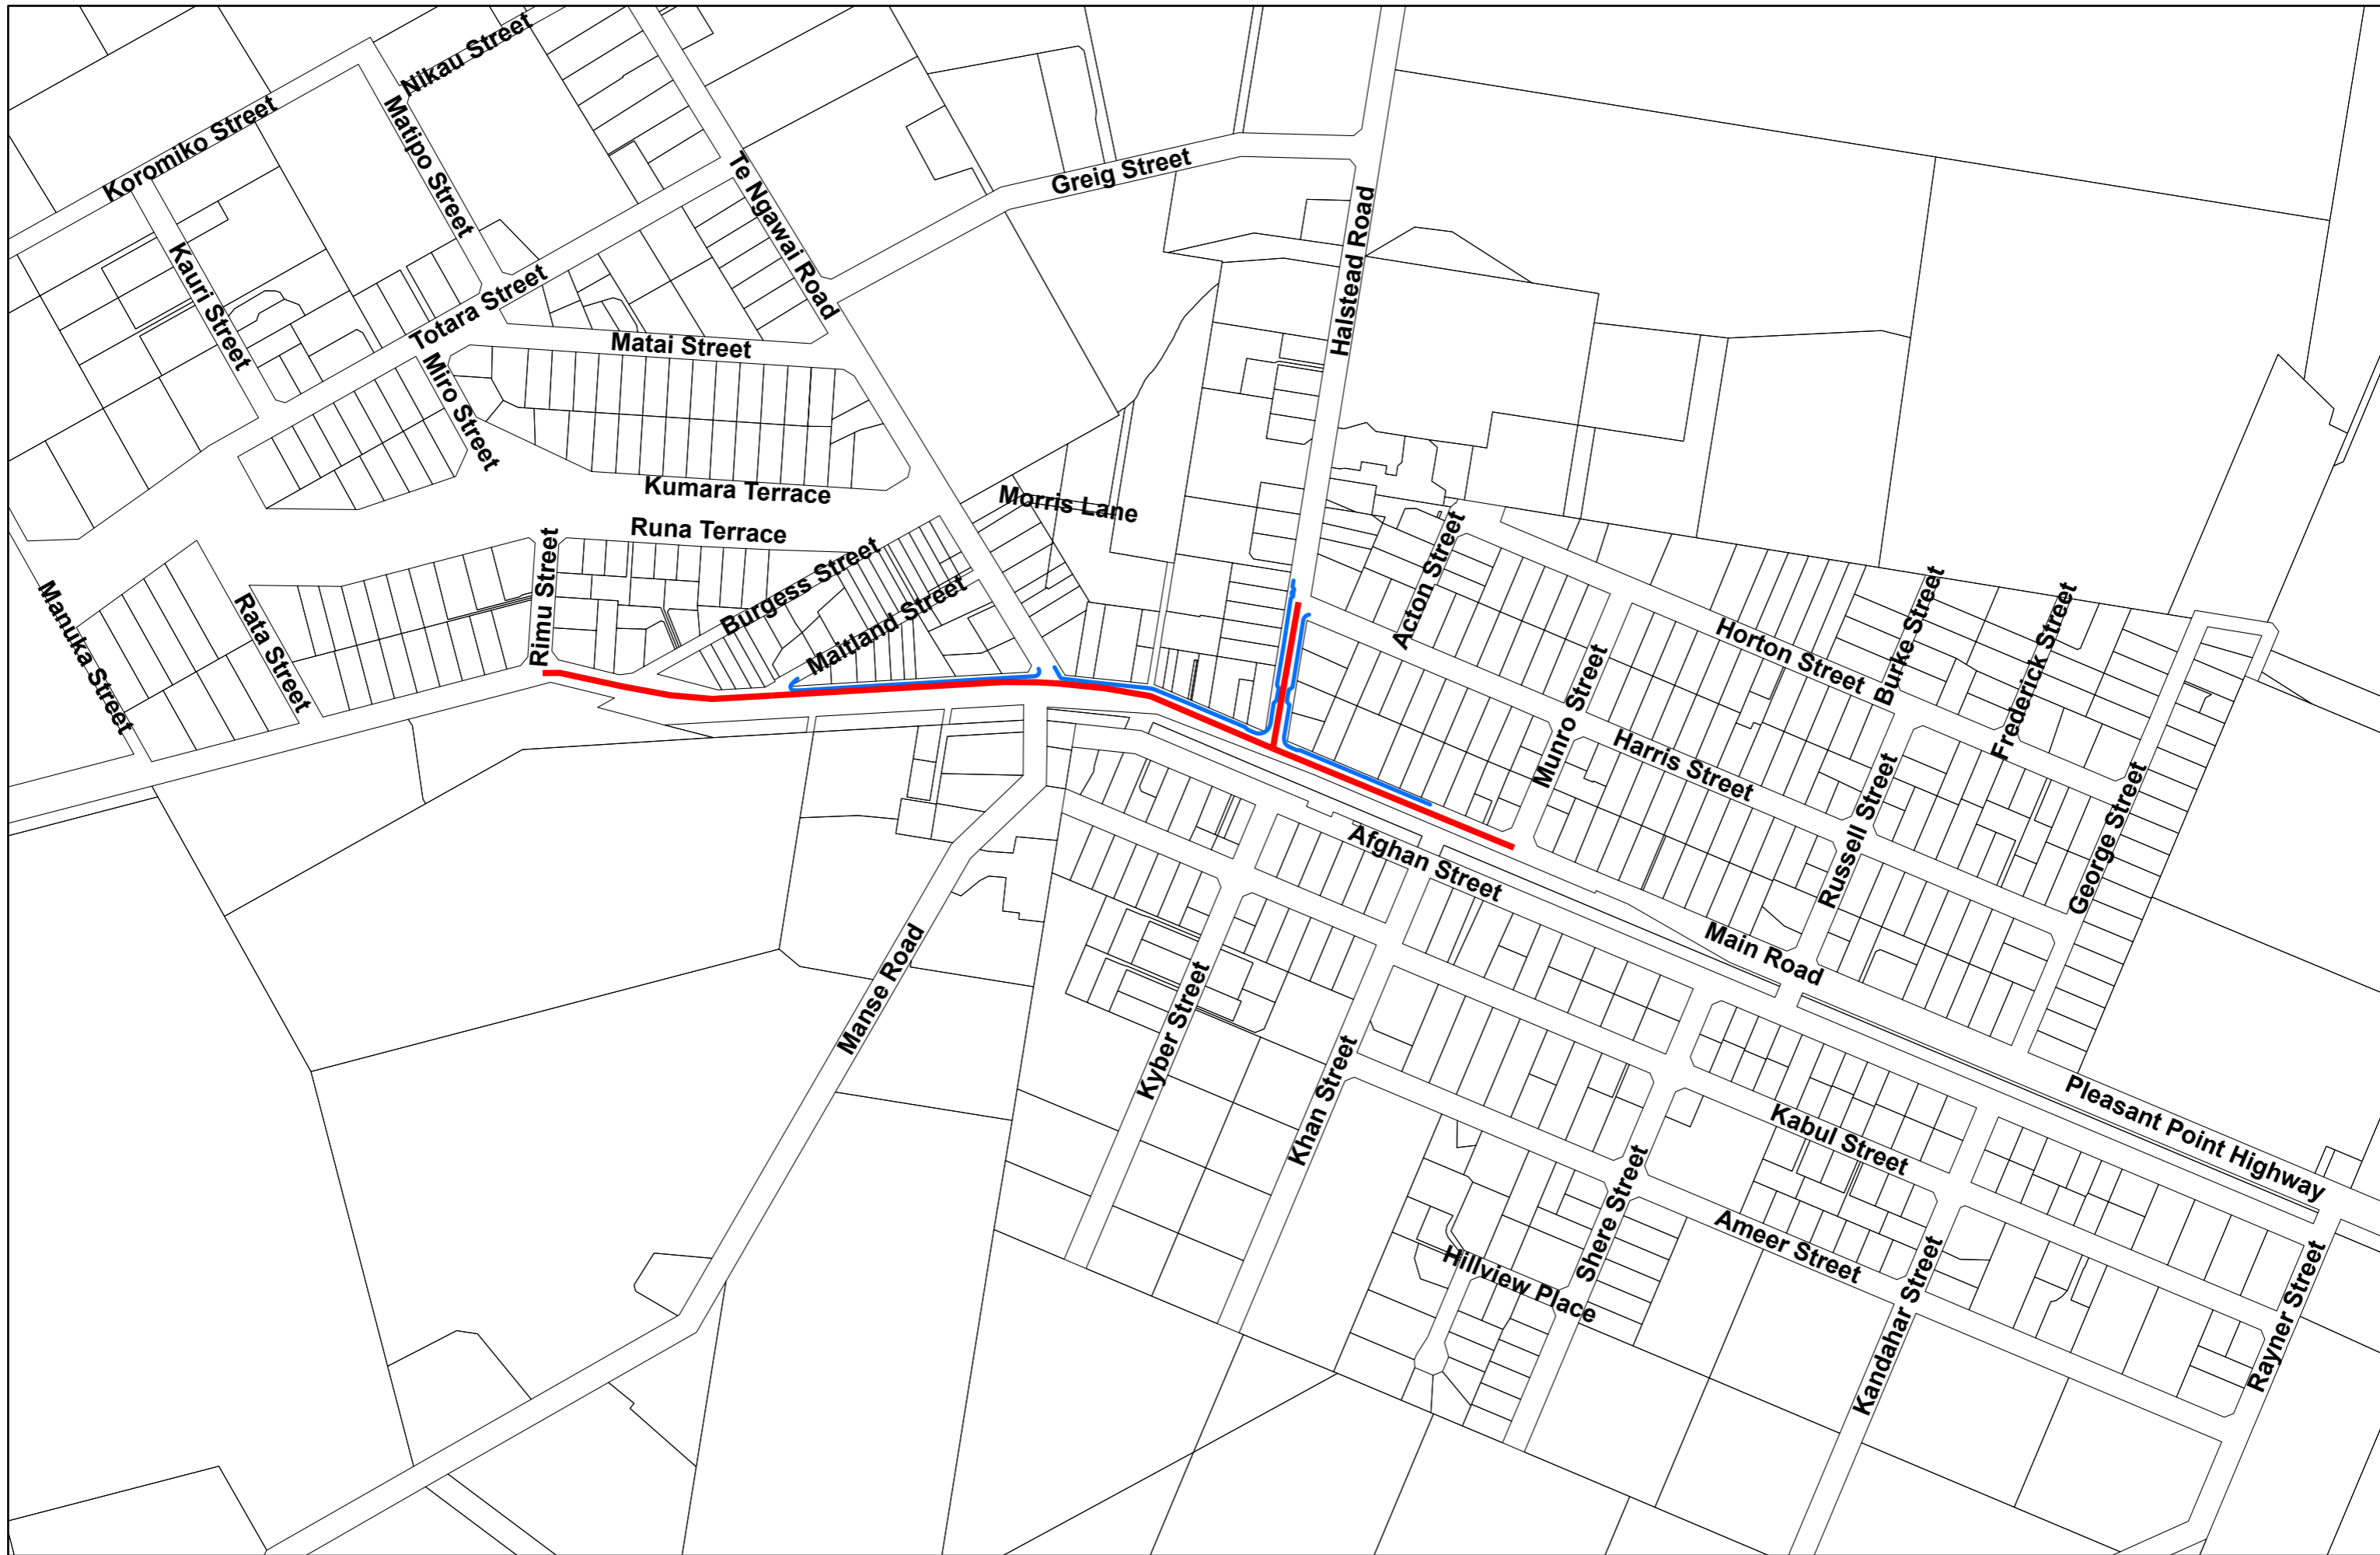 Nikau Street
Koromiko Street
Matipo Street
Te Ngawai Road
Greig Street
Halstead Road
Kauri Street
Totara Street
Matai Street
Miro Street
Kumara Terrace
Morris Lane
Runa Terrace
Rimu Street
Burgess Street
Maitland Street
Manuka Street
Rata Street
Acton Street
Horton Street
Burke Street
Frederick Street
Munro Street
Harris Street
Russell Street
George Street
Afghan Street
Main Road
Manse Road
Kyber Street
Khan Street
Pleasant Point Highway
Kabul Street
Shere Street
Ameer Street
Hillview Place
Kandahar Street
Rayner Street